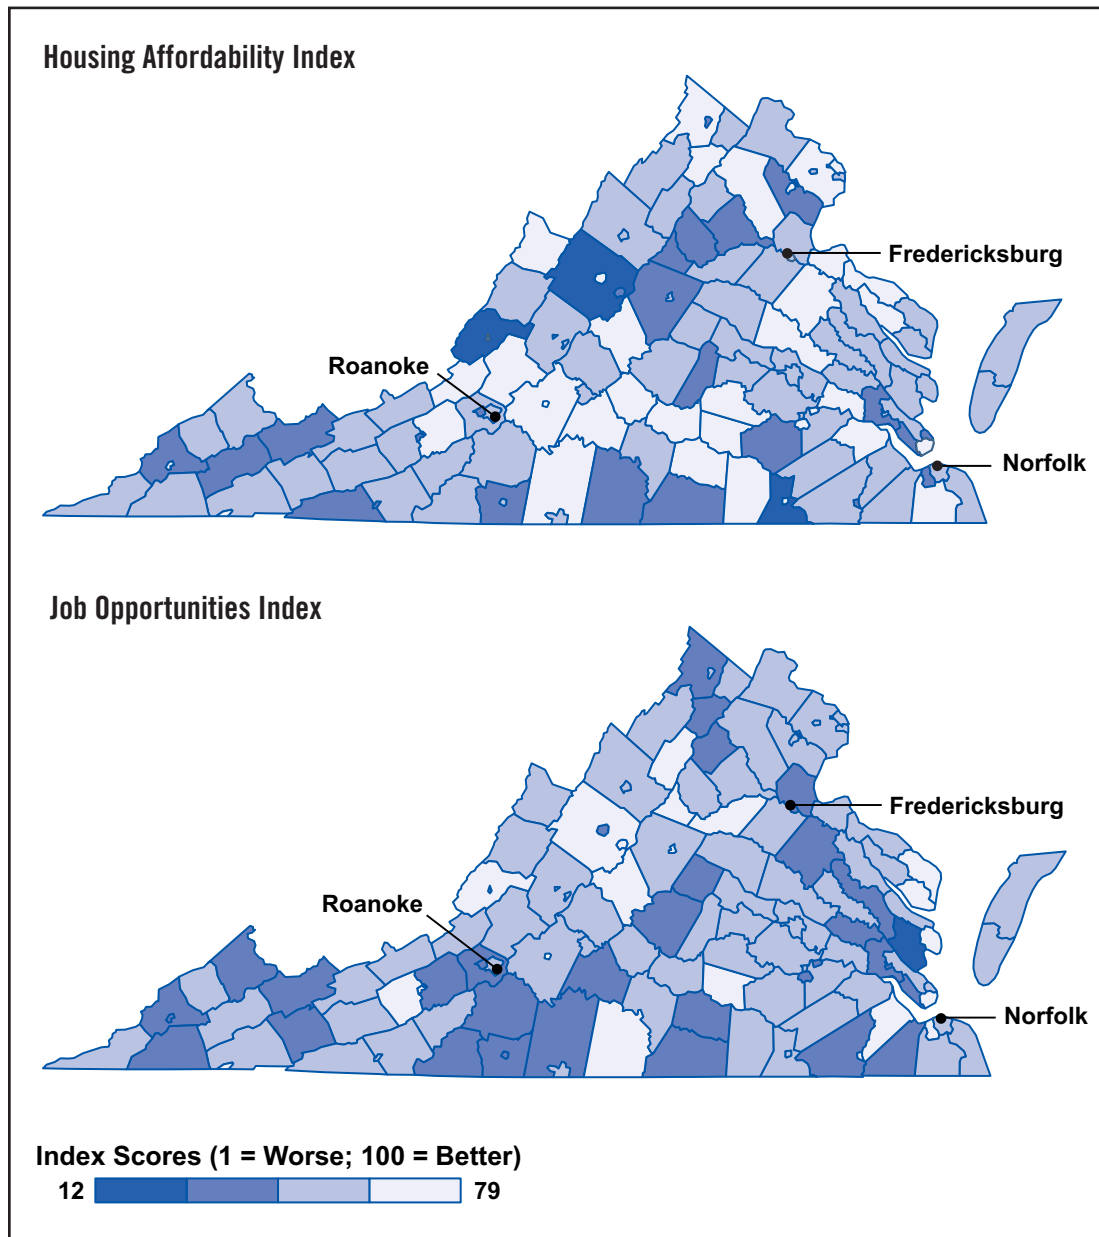 Housing Affordability Index
Fredericksburg
Roanoke
Norfolk
Job Opportunities Index
Fredericksburg
Roanoke
Norfolk
Index Scores (1 = Worse; 100 = Better)
12 79